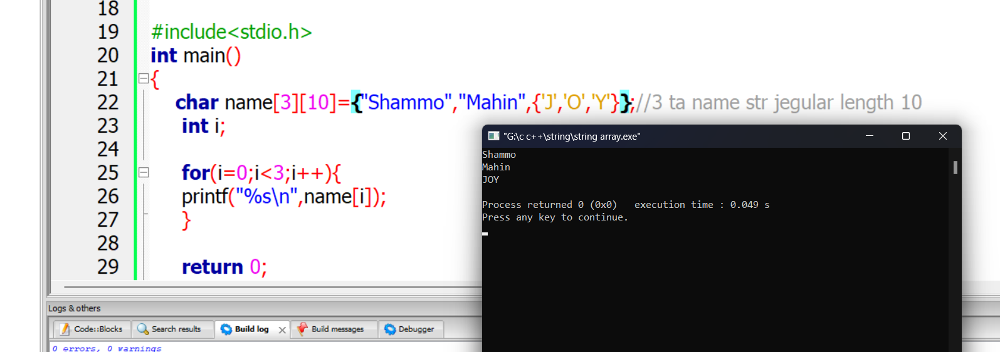 18
19 #include<stdio.h>
20 int main()
21 {
22 char name[3][10]={"Shammo","Mahin",{'J','O','Y'}};//3 ta name str jegular length 10
23 int i;
24
25 for(i=0;i<3;i++){
26 printf("%s\n",name[i]);
27 }
28
29 return 0;
"G:\c c++\string\string array.exe"
Shammo
Mahin
JOY
Process returned 0 (0x0)   execution time : 0.049 s
Press any key to continue.
Logs & others
Code::Blocks Search results Build log Build messages Debugger
0 errors, 0 warnings